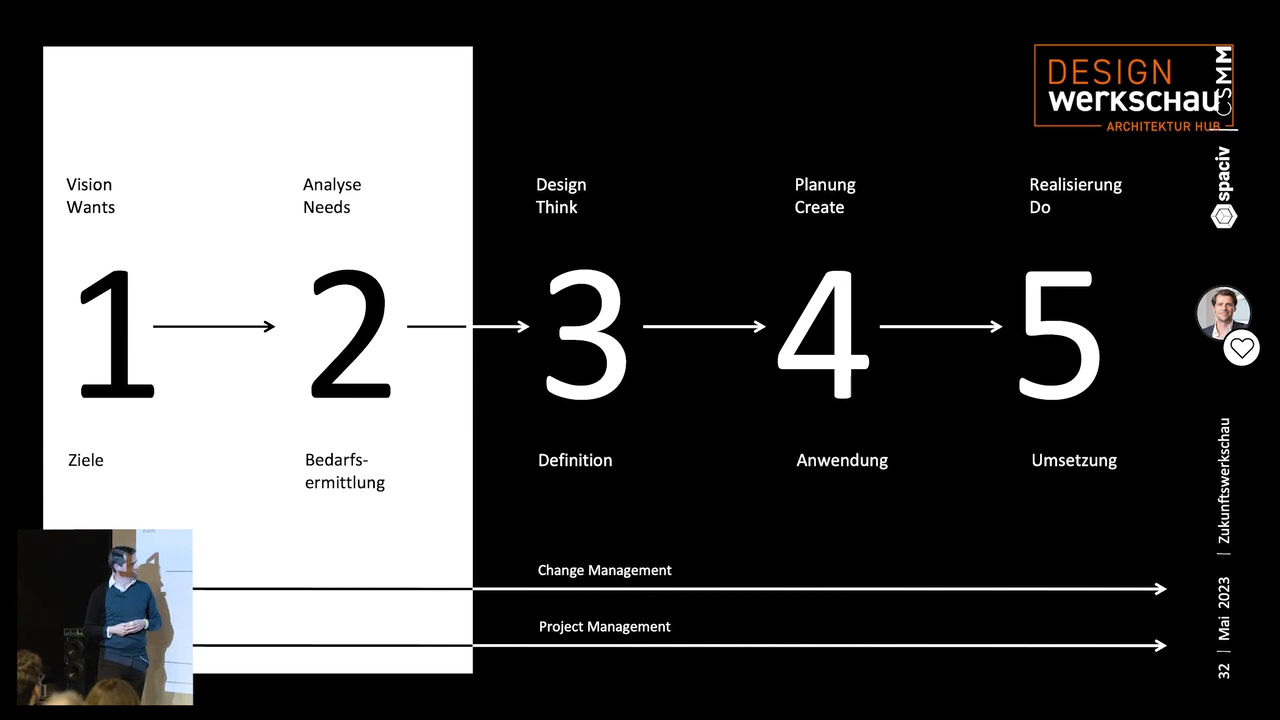 DESIGN
werkschau
ARCHITEKTUR HUB
CSMM
spaciv
Vision
Wants
Analyse
Needs
Design
Think
Planung
Create
Realisierung
Do
1
2
3
4
5
Ziele
Bedarfs-
ermittlung
Definition
Anwendung
Umsetzung
Change Management
Project Management
32 | Mai 2023 | Zukunftswerkschau